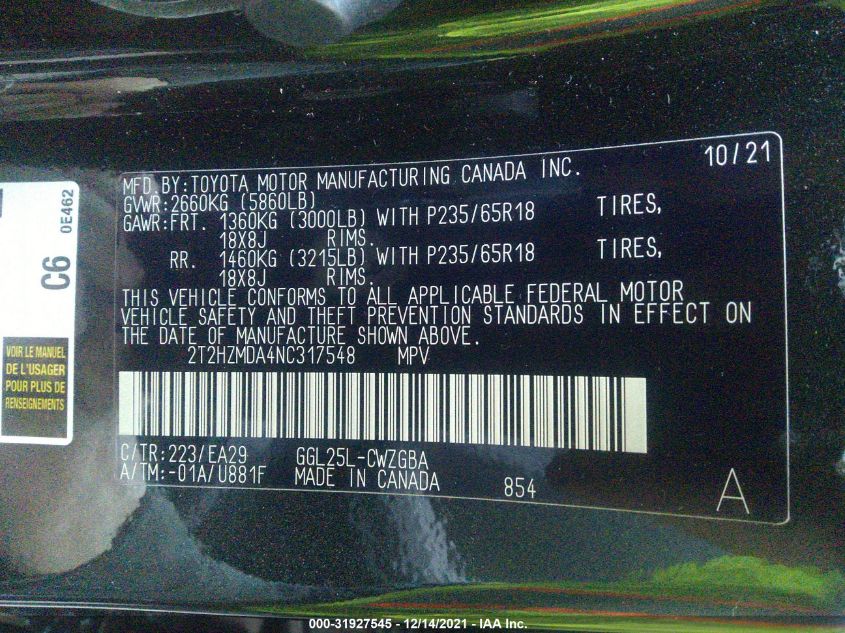 10/21
MFD.BY:TOYOTA MOTOR MANUFACTURING CANADA INC.
GVWR:2660KG (5860LB)
GAWR:FRT. 1360KG (3000LB) WITH P235/65R18 TIRES,
18X8J RIMS.
RR. 1460KG (3215LB) WITH P235/65R18 TIRES,
18X8J RIMS.
THIS VEHICLE CONFORMS TO ALL APPLICABLE FEDERAL MOTOR
VEHICLE SAFETY AND THEFT PREVENTION STANDARDS IN EFFECT ON
THE DATE OF MANUFACTURE SHOWN ABOVE.
2T2HZMDA4NC317548 MPV
C/TR:223/EA29 GGL25L-CWZGBA
A/TM:-01A/U881F MADE IN CANADA 854
A
C6
0E462
VOIR LE MANUEL
DE L'USAGER
POUR PLUS DE
RENSEIGNEMENTS
000-31927545 - 12/14/2021 - IAA Inc.